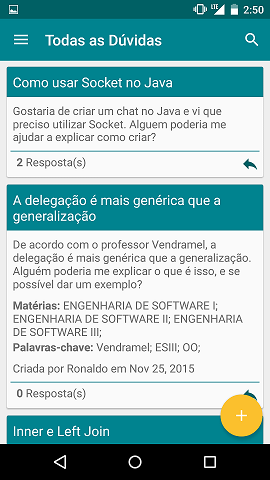 LTE 2:50
Todas as Dúvidas
Como usar Socket no Java
Gostaria de criar um chat no Java e vi que
preciso utilizar Socket. Alguem poderia me
ajudar a explicar como criar?
2 Resposta(s)
A delegação é mais genérica que a
generalização
De acordo com o professor Vendramel, a
delegação é mais genérica que a generalização.
Alguém poderia me explicar o que é isso, e se
possível dar um exemplo?
Matérias: ENGENHARIA DE SOFTWARE I;
ENGENHARIA DE SOFTWARE II; ENGENHARIA
DE SOFTWARE III;
Palavras-chave: Vendramel; ESIII; OO;
Criada por Ronaldo em Nov 25, 2015
0 Resposta(s)
Inner e Left Join